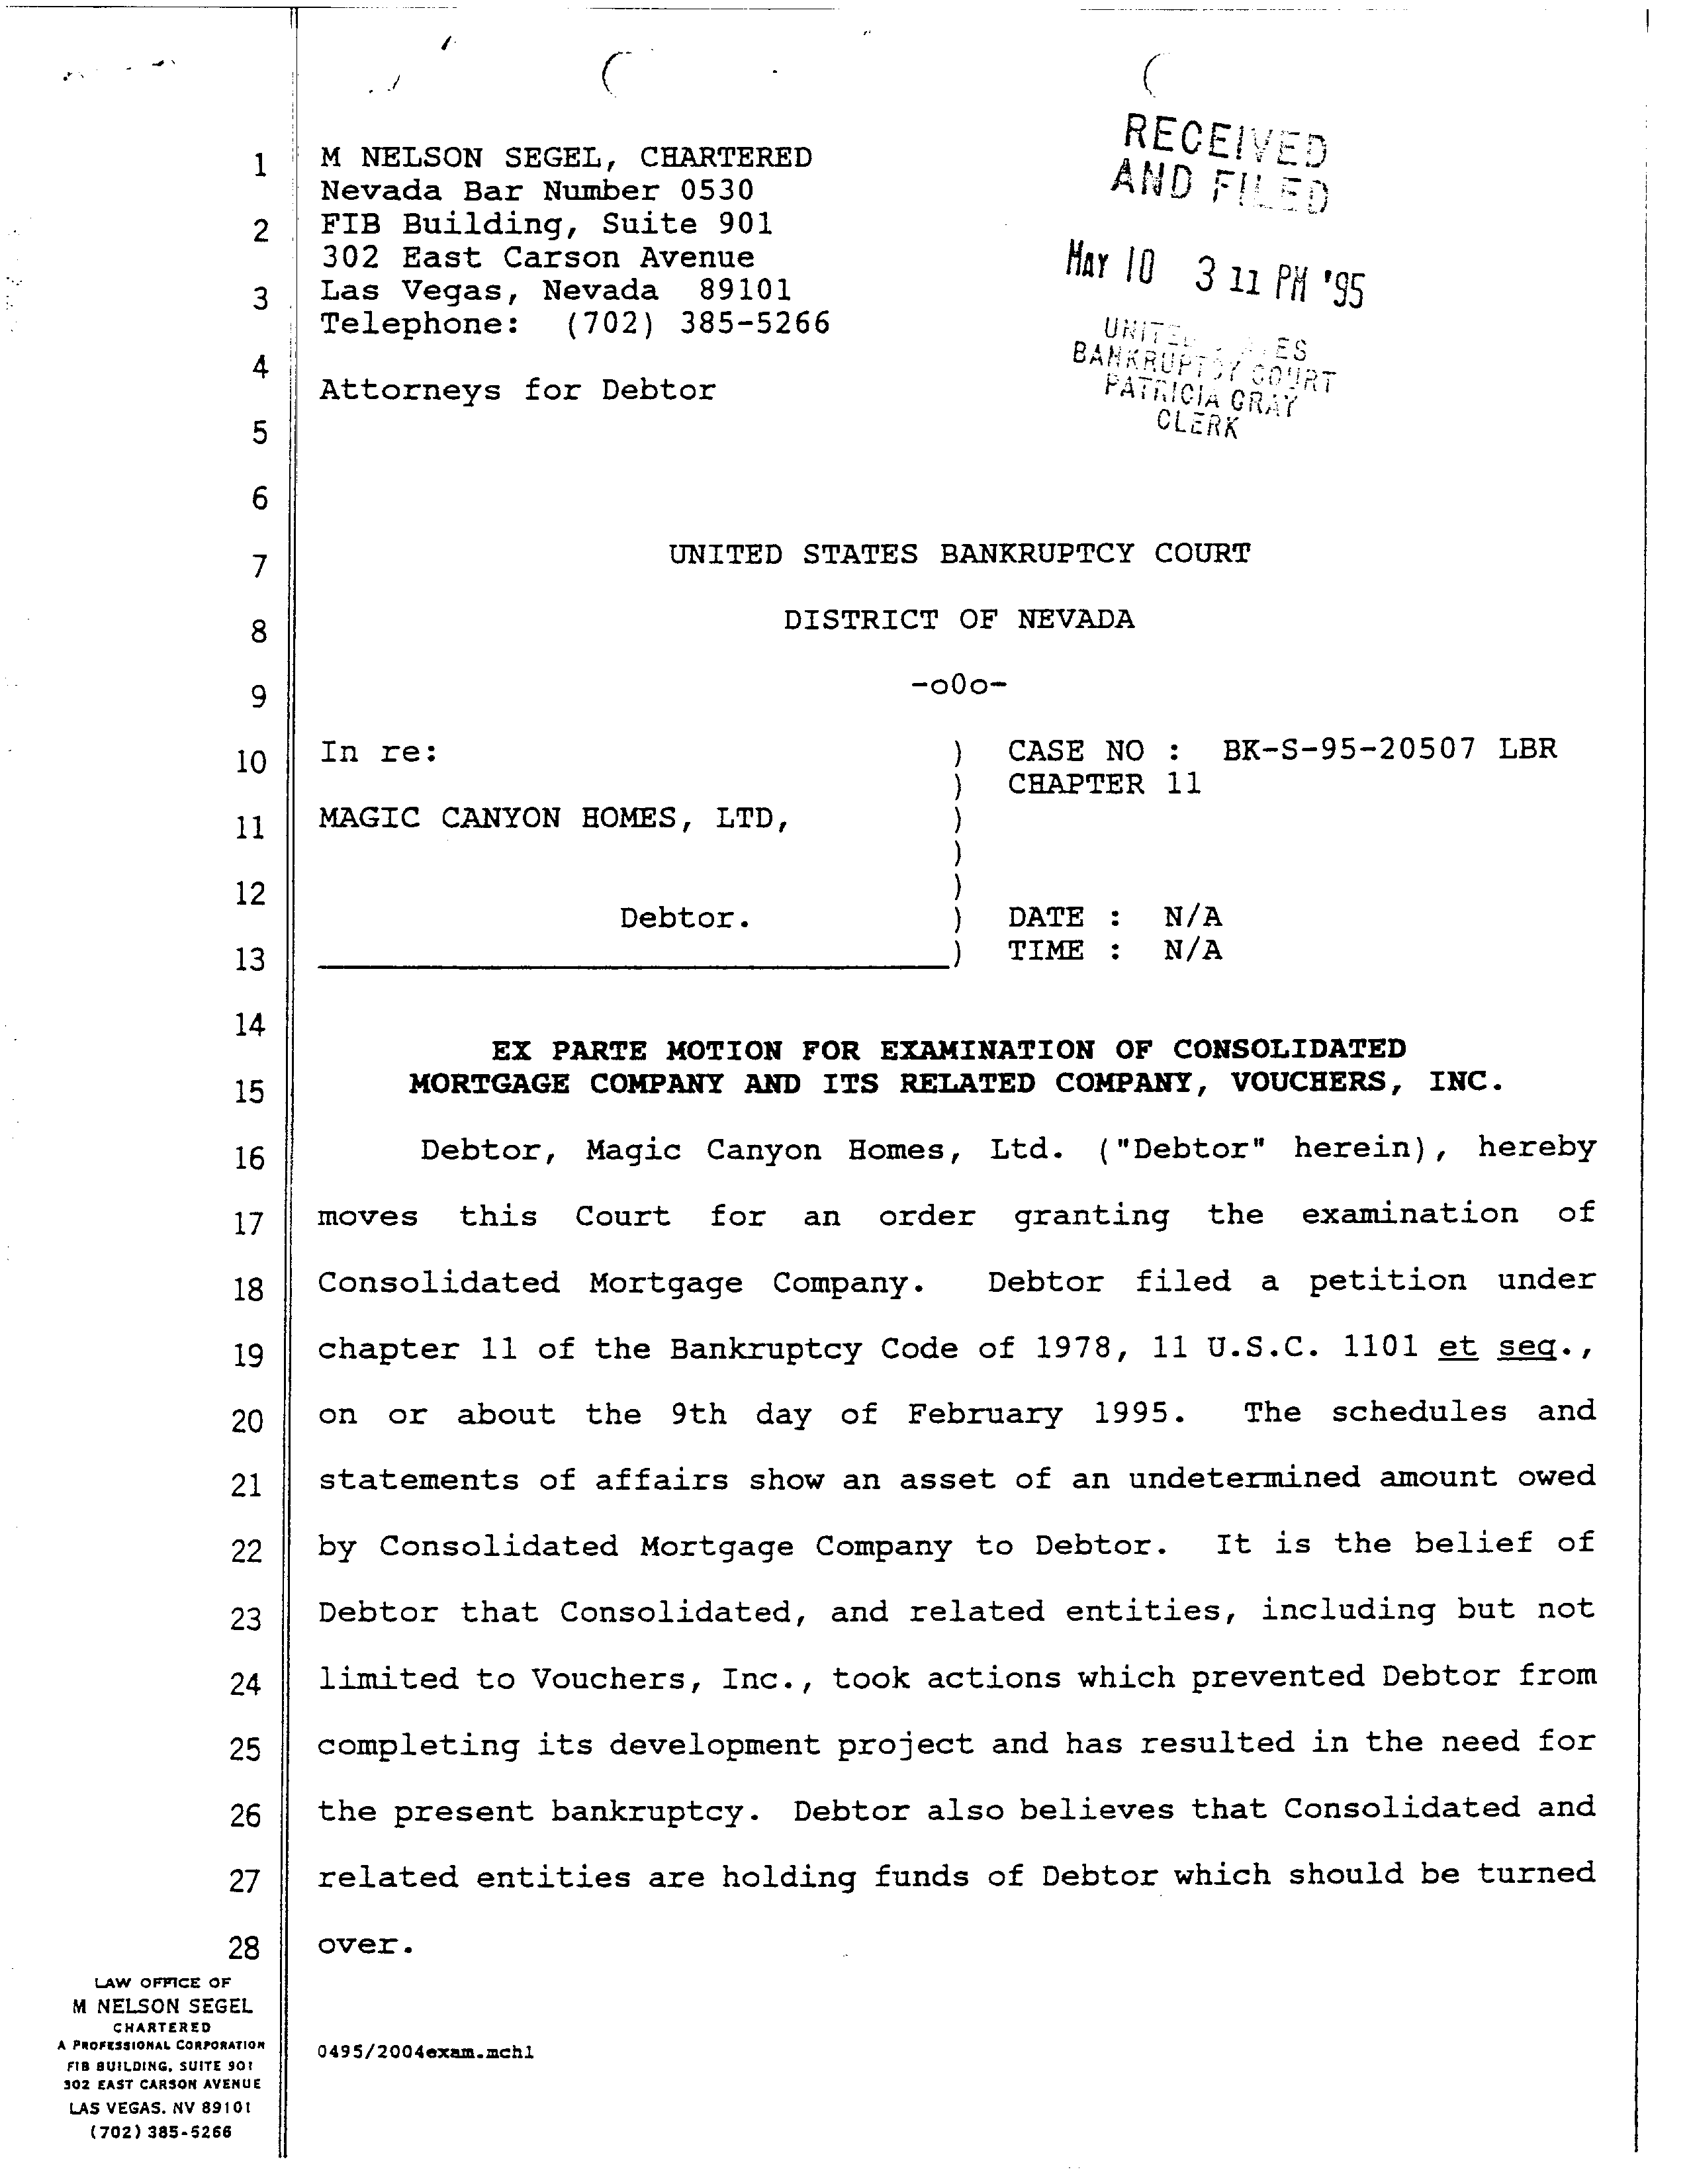 RECEIVED
AND FILED
MAY 10 3 11 PM '95
BANKRUPTCY COURT
PATRICIA GRAY
CLERK
1 M NELSON SEGEL, CHARTERED
Nevada Bar Number 0530
2 FIB Building, Suite 901
302 East Carson Avenue
3 Las Vegas, Nevada 89101
Telephone: (702) 385-5266
4
Attorneys for Debtor
5
6
7 UNITED STATES BANKRUPTCY COURT
8 DISTRICT OF NEVADA
9 -oOo-
10 In re: ) CASE NO : BK-S-95-20507 LBR
) CHAPTER 11
11 MAGIC CANYON HOMES, LTD, )
)
12 )
Debtor. ) DATE : N/A
13 ) TIME : N/A
14
EX PARTE MOTION FOR EXAMINATION OF CONSOLIDATED
15 MORTGAGE COMPANY AND ITS RELATED COMPANY, VOUCHERS, INC.
16 Debtor, Magic Canyon Homes, Ltd. ("Debtor" herein), hereby
17 moves this Court for an order granting the examination of
18 Consolidated Mortgage Company. Debtor filed a petition under
19 chapter 11 of the Bankruptcy Code of 1978, 11 U.S.C. 1101 et seq.,
20 on or about the 9th day of February 1995. The schedules and
21 statements of affairs show an asset of an undetermined amount owed
22 by Consolidated Mortgage Company to Debtor. It is the belief of
23 Debtor that Consolidated, and related entities, including but not
24 limited to Vouchers, Inc., took actions which prevented Debtor from
25 completing its development project and has resulted in the need for
26 the present bankruptcy. Debtor also believes that Consolidated and
27 related entities are holding funds of Debtor which should be turned
28 over.
LAW OFFICE OF
M NELSON SEGEL
CHARTERED
A PROFESSIONAL CORPORATION
FIB BUILDING, SUITE 901
302 EAST CARSON AVENUE
LAS VEGAS, NV 89101
(702) 385-5266
0495/2004exam.mch1